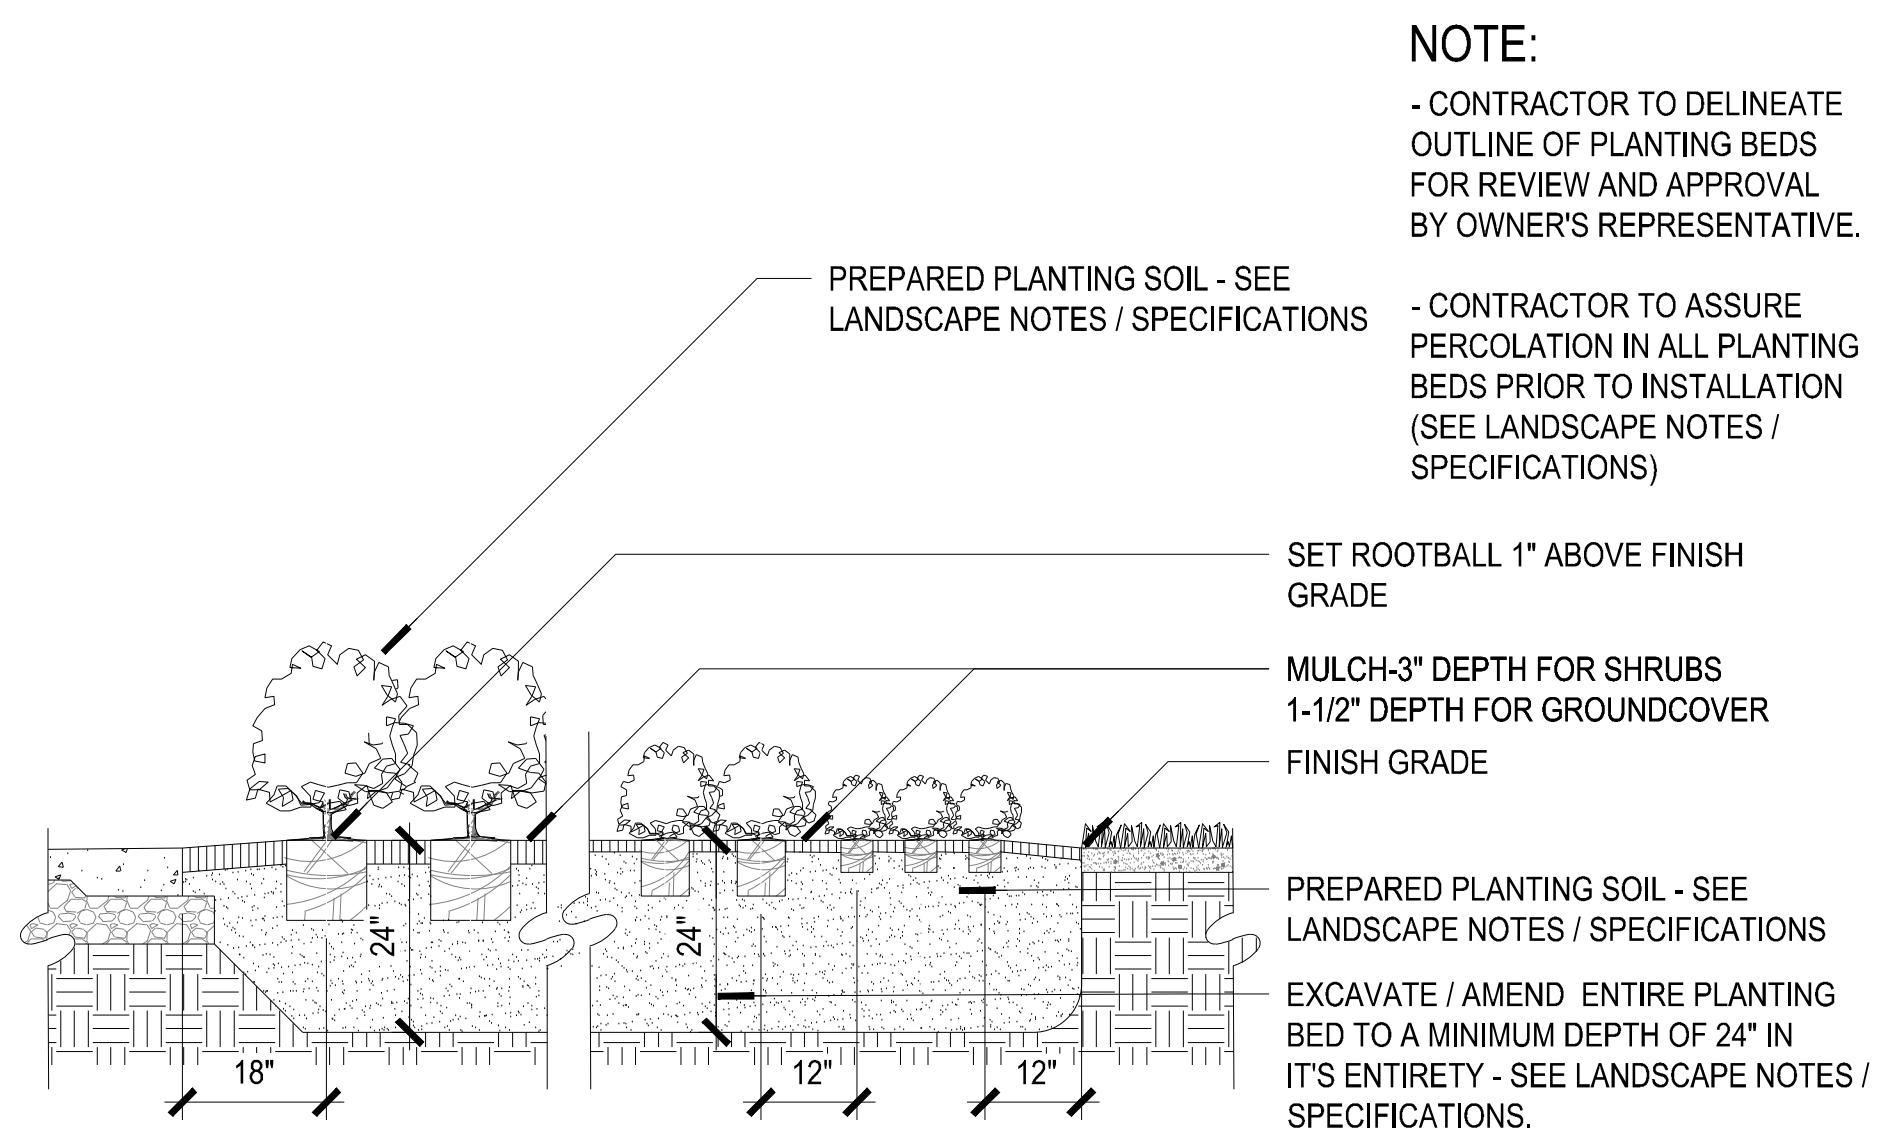 NOTE:
- CONTRACTOR TO DELINEATE
OUTLINE OF PLANTING BEDS
FOR REVIEW AND APPROVAL
BY OWNER'S REPRESENTATIVE.
- CONTRACTOR TO ASSURE
PERCOLATION IN ALL PLANTING
BEDS PRIOR TO INSTALLATION
(SEE LANDSCAPE NOTES /
SPECIFICATIONS)
PREPARED PLANTING SOIL - SEE
LANDSCAPE NOTES / SPECIFICATIONS
SET ROOTBALL 1" ABOVE FINISH
GRADE
MULCH-3" DEPTH FOR SHRUBS
1-1/2" DEPTH FOR GROUNDCOVER
FINISH GRADE
PREPARED PLANTING SOIL - SEE
LANDSCAPE NOTES / SPECIFICATIONS
EXCAVATE / AMEND  ENTIRE PLANTING
BED TO A MINIMUM DEPTH OF 24" IN
IT'S ENTIRETY - SEE LANDSCAPE NOTES /
SPECIFICATIONS.
24"
24"
18"
12"
12"